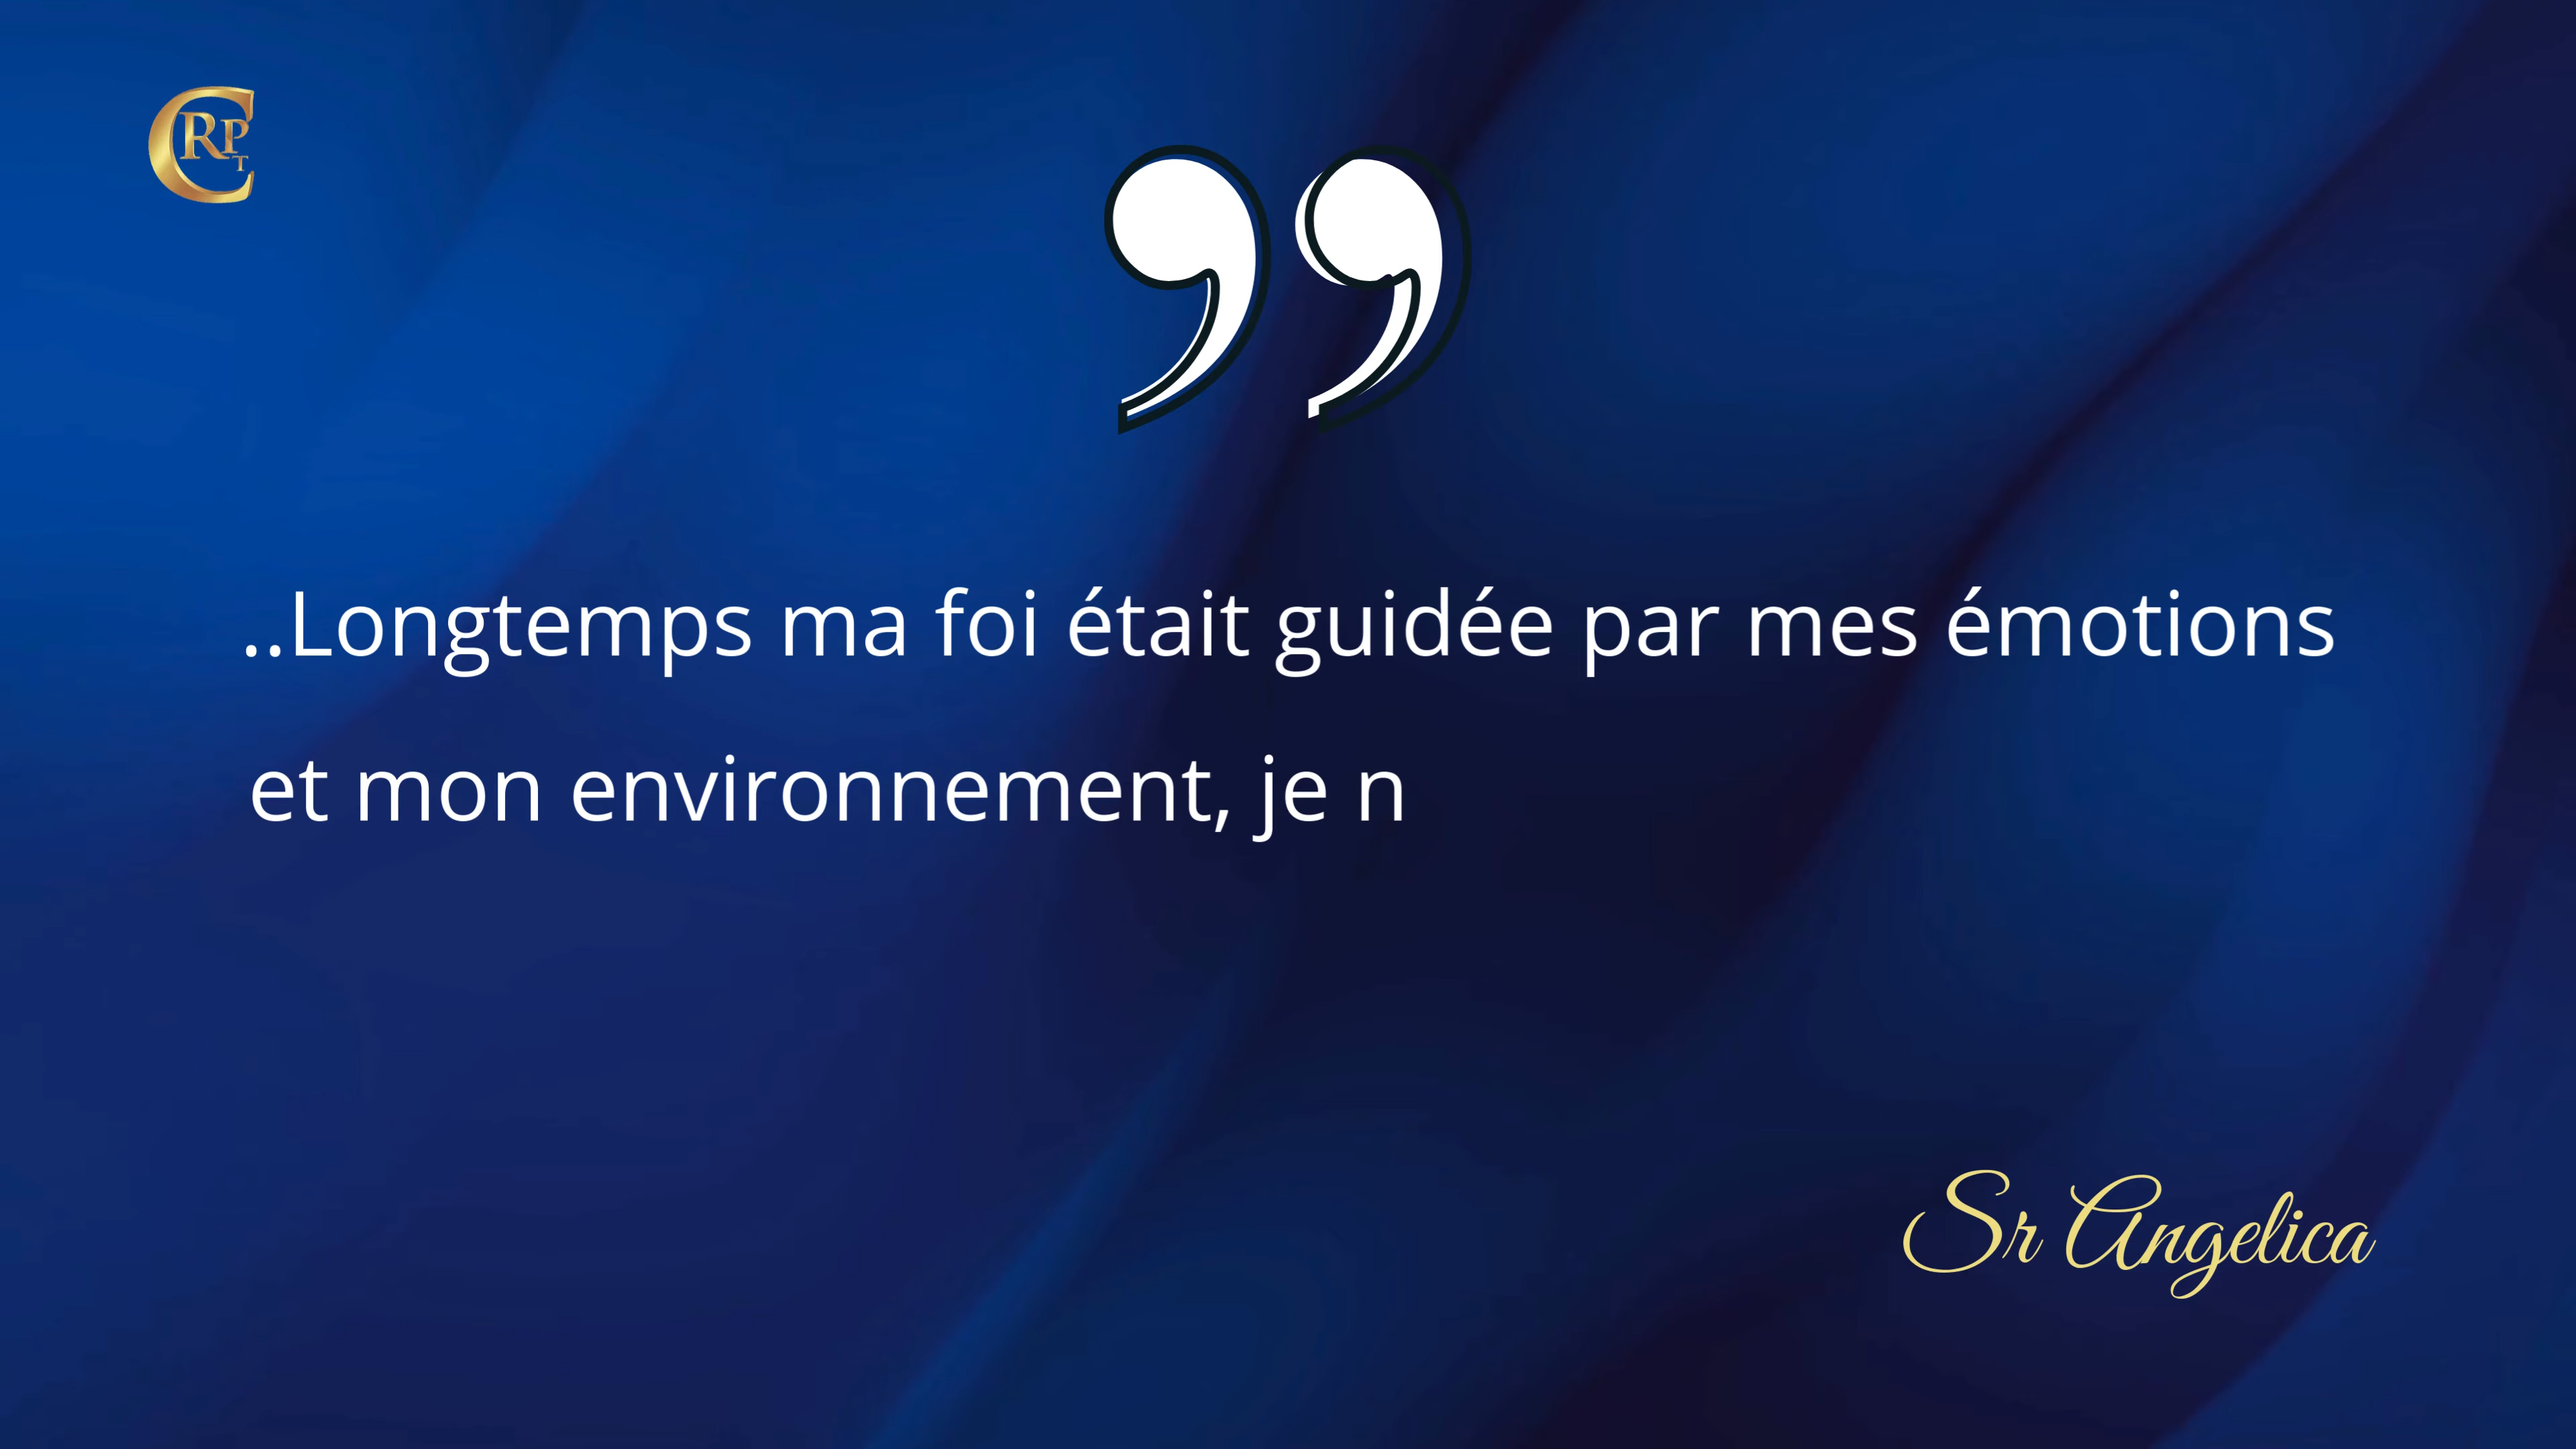 CRPT
”
..Longtemps ma foi était guidée par mes émotions
et mon environnement, je n
Sr Angelica